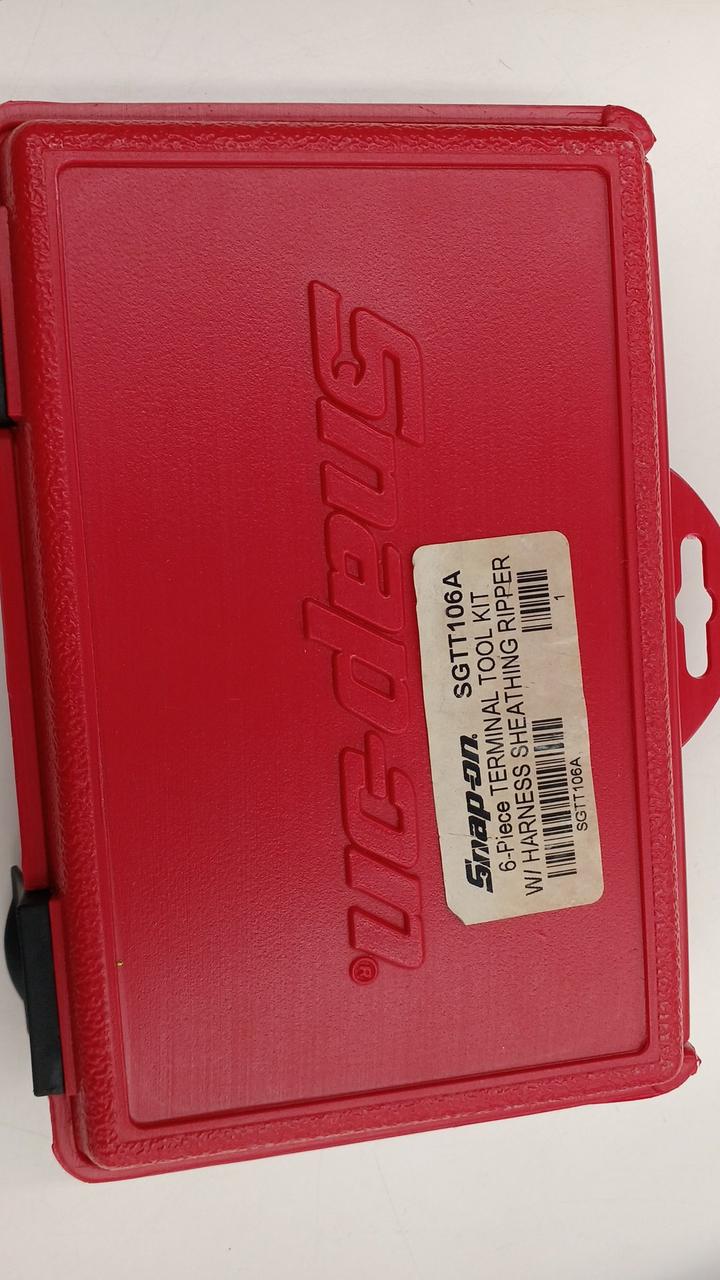 Snap-on®
Snap-on® SGTT106A
6-Piece TERMINAL TOOL KIT
W/ HARNESS SHEATHING RIPPER
1
SGTT106A